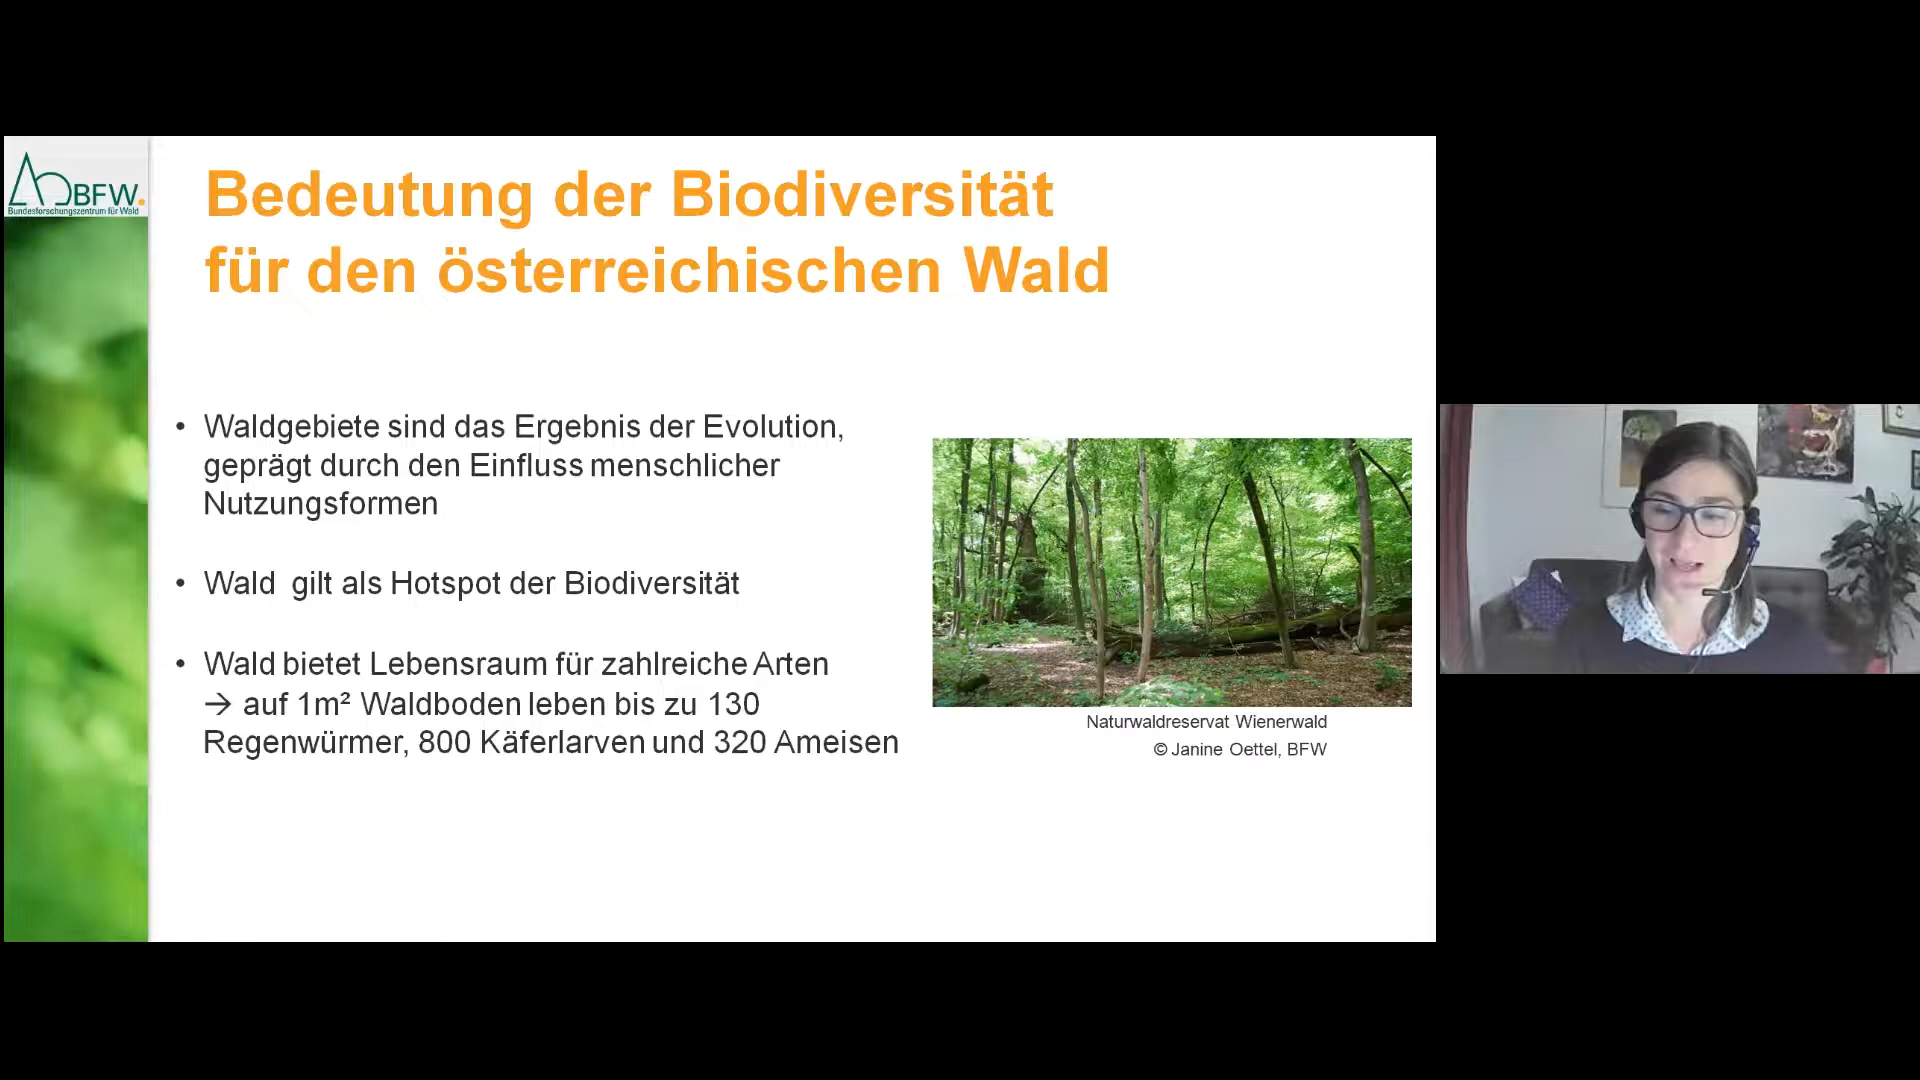 BFW.
Bundesforschungszentrum für Wald
Bedeutung der Biodiversität
für den österreichischen Wald
• Waldgebiete sind das Ergebnis der Evolution,
geprägt durch den Einfluss menschlicher
Nutzungsformen
• Wald gilt als Hotspot der Biodiversität
• Wald bietet Lebensraum für zahlreiche Arten
→ auf 1m² Waldboden leben bis zu 130
Regenwürmer, 800 Käferlarven und 320 Ameisen
Naturwaldreservat Wienerwald
© Janine Oettel, BFW